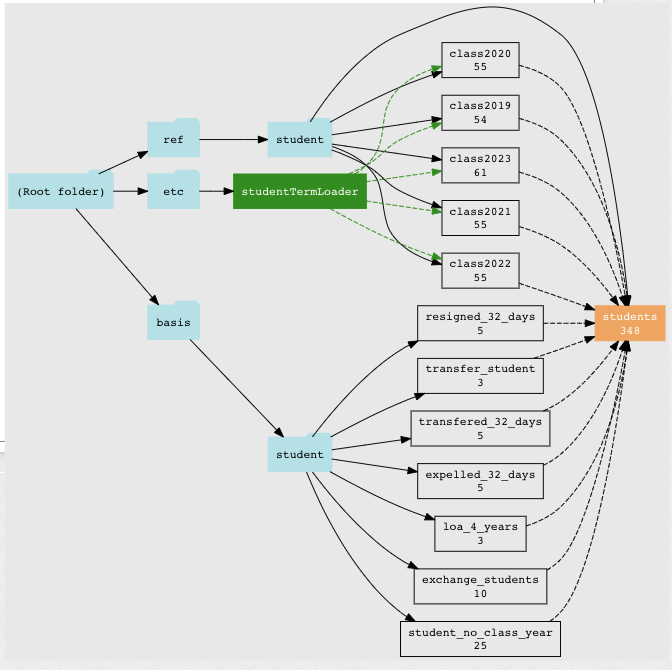 class2020
55
class2019
54
ref
student
class2023
61
(Root folder)
etc
studentTermLoader
class2021
55
class2022
55
basis
resigned_32_days
5
students
348
transfer_student
3
transfered_32_days
5
student
expelled_32_days
5
loa_4_years
3
exchange_students
10
student_no_class_year
25